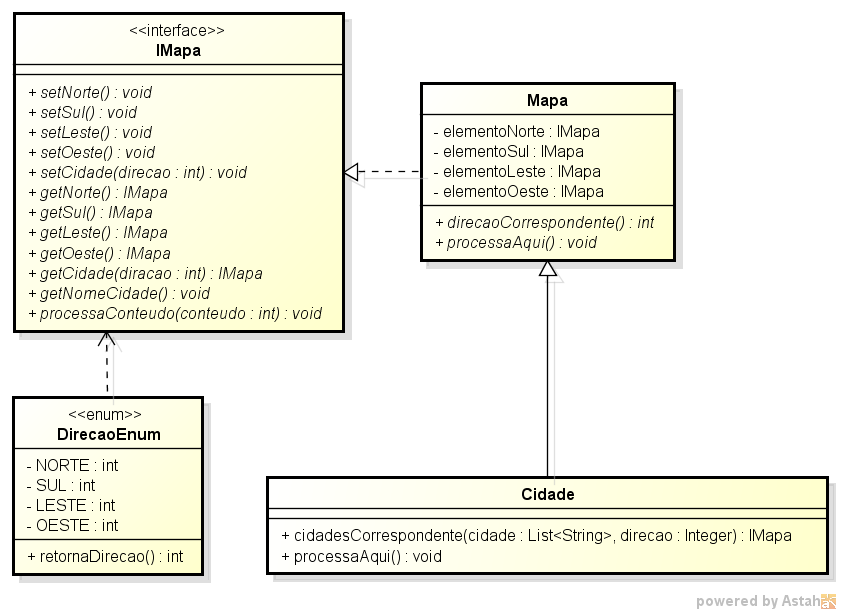 <<interface>>
IMapa
+ setNorte() : void
+ setSul() : void
+ setLeste() : void
+ setOeste() : void
+ setCidade(direcao : int) : void
+ getNorte() : IMapa
+ getSul() : IMapa
+ getLeste() : IMapa
+ getOeste() : IMapa
+ getCidade(diracao : int) : IMapa
+ getNomeCidade() : void
+ processaConteudo(conteudo : int) : void
Mapa
- elementoNorte : IMapa
- elementoSul : IMapa
- elementoLeste : IMapa
- elementoOeste : IMapa
+ direcaoCorrespondente() : int
+ processaAqui() : void
<<enum>>
DirecaoEnum
- NORTE : int
- SUL : int
- LESTE : int
- OESTE : int
+ retornaDirecao() : int
Cidade
+ cidadesCorrespondente(cidade : List<String>, direcao : Integer) : IMapa
+ processaAqui() : void
powered by Astah